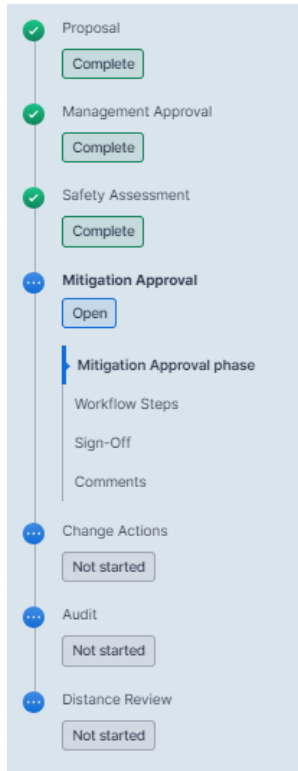 Proposal
Complete
Management Approval
Complete
Safety Assessment
Complete
Mitigation Approval
Open
Mitigation Approval phase
Workflow Steps
Sign-Off
Comments
Change Actions
Not started
Audit
Not started
Distance Review
Not started